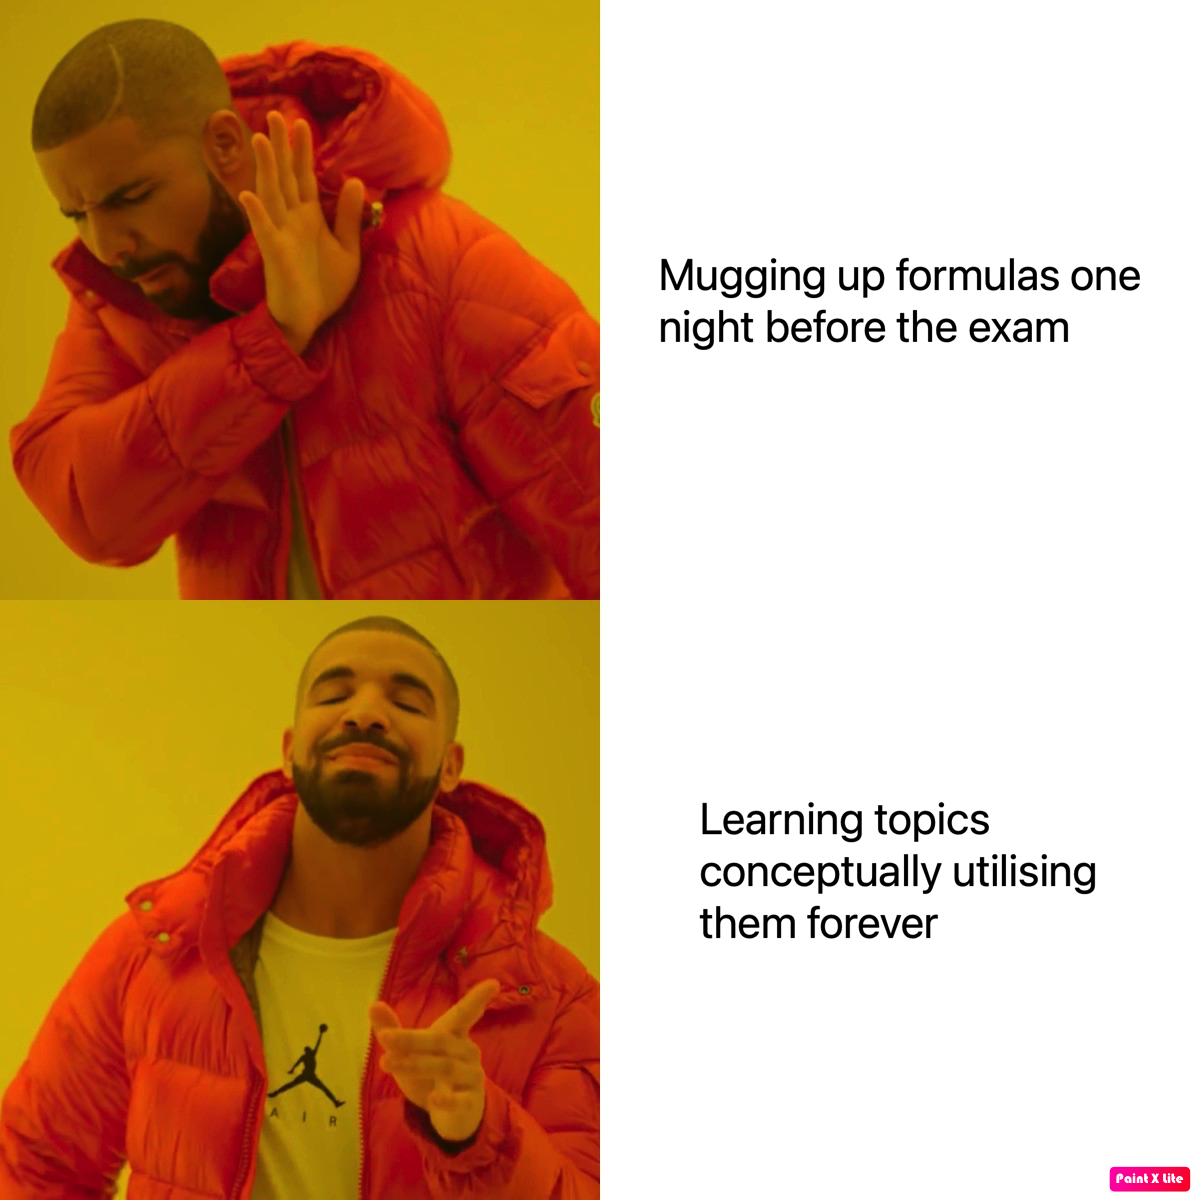 Mugging up formulas one
night before the exam
Learning topics
conceptually utilising
them forever
AIR
Paint X Lite